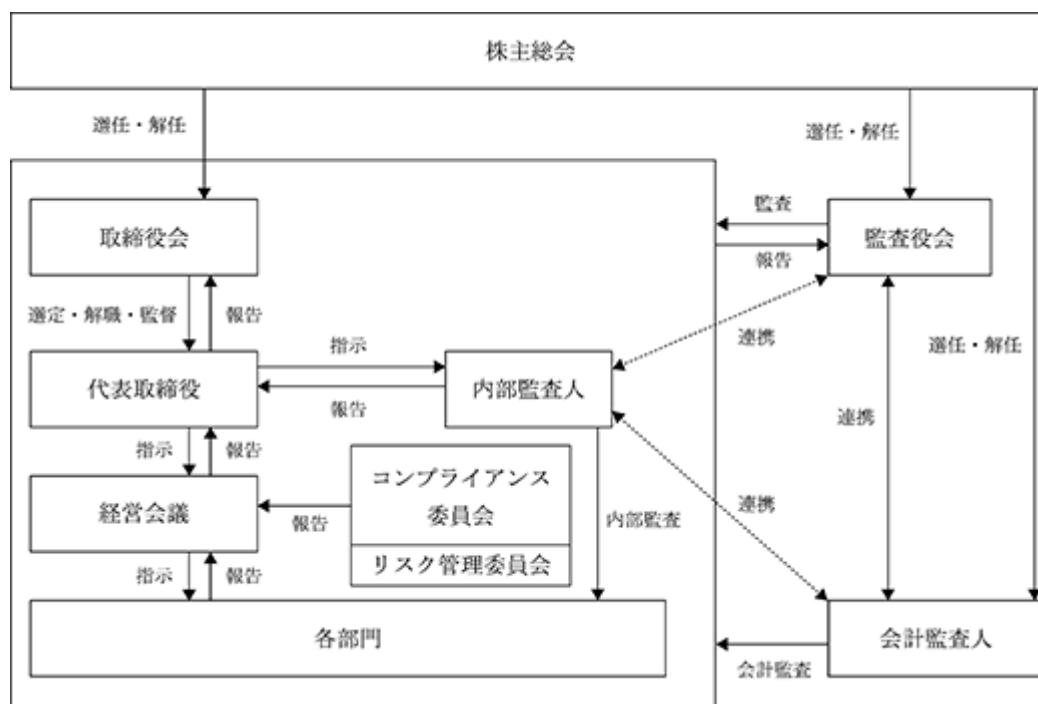 株主総会
選任・解任
選任・解任
取締役会
監査
監査役会
報告
選定・解職・監督
報告
連携
選任・解任
指示
代表取締役
内部監査人
報告
連携
指示
報告
コンプライアンス
委員会
経営会議
報告
連携
内部監査
リスク管理委員会
指示
報告
各部門
会計監査人
会計監査